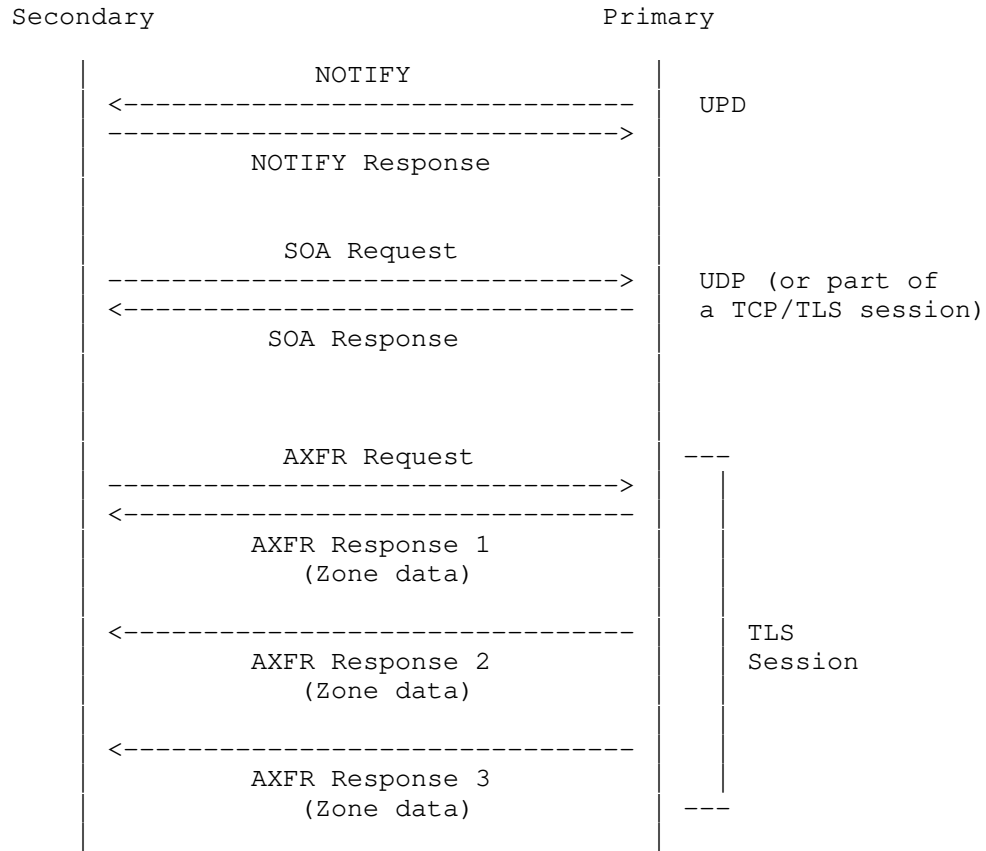 Secondary Primary
NOTIFY
UPD
NOTIFY Response
SOA Request
UDP (or part of
a TCP/TLS session)
SOA Response
AXFR Request
AXFR Response 1
(Zone data)
TLS
Session
AXFR Response 2
(Zone data)
AXFR Response 3
(Zone data)